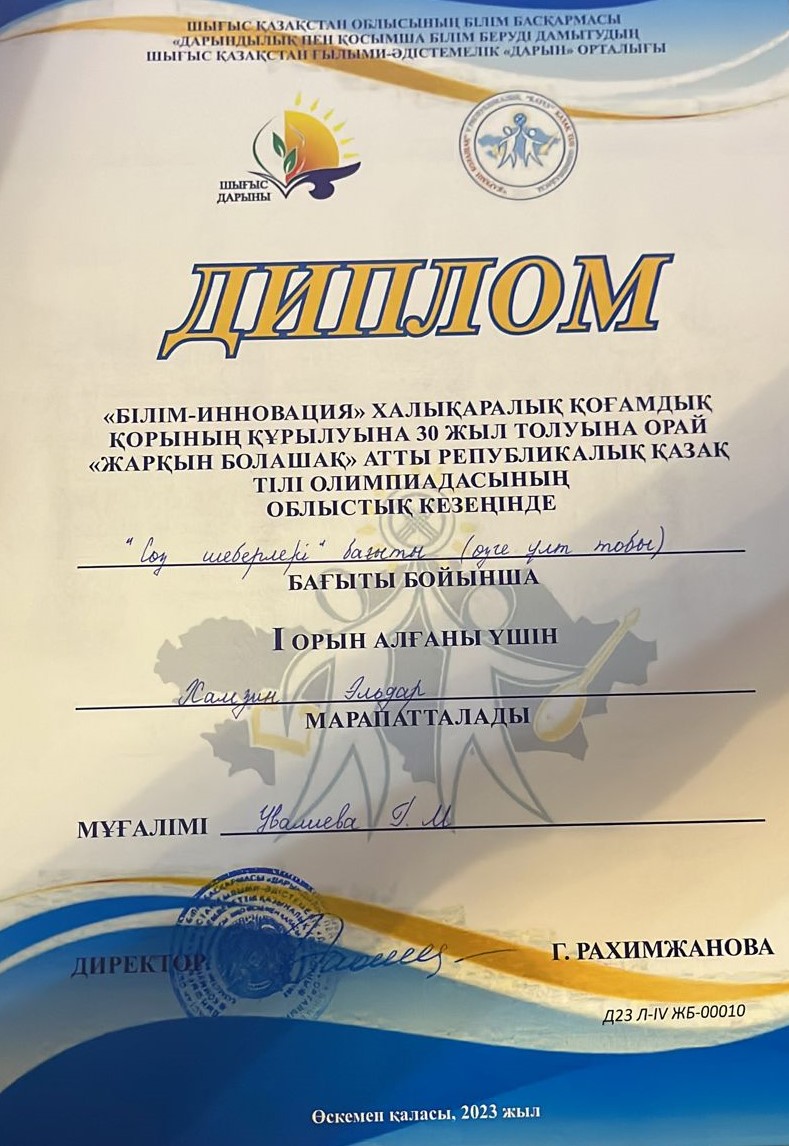 ШЫҒЫС ҚАЗАҚСТАН ОБЛЫСЫНЫҢ БІЛІМ БАСҚАРМАСЫ
«ДАРЫНДЫЛЫҚ ПЕН ҚОСЫМША БІЛІМ БЕРУДІ ДАМЫТУДЫҢ
ШЫҒЫС ҚАЗАҚСТАН ҒЫЛЫМИ-ӘДІСТЕМЕЛІК «ДАРЫН» ОРТАЛЫҒЫ
ШЫҒЫС
ДАРЫНЫ
ДИПЛОМ
«БІЛІМ-ИННОВАЦИЯ» ХАЛЫҚАРАЛЫҚ ҚОҒАМДЫҚ
ҚОРЫНЫҢ ҚҰРЫЛУЫНА 30 ЖЫЛ ТОЛУЫНА ОРАЙ
«ЖАРҚЫН БОЛАШАҚ» АТТЫ РЕПУБЛИКАЛЫҚ ҚАЗАҚ
ТІЛІ ОЛИМПИАДАСЫНЫҢ
ОБЛЫСТЫҚ КЕЗЕҢІНДЕ
"Сөз шеберлері" бағыты (өзге ұлт тобы)
БАҒЫТЫ БОЙЫНША
I ОРЫН АЛҒАНЫ ҮШІН
Хамзин Эльдар
МАРАПАТТАЛАДЫ
МҰҒАЛІМІ Увалиева Г. М
ДИРЕКТОР Г. РАХИМЖАНОВА
Д23 Л-IV ЖБ-00010
Өскемен қаласы, 2023 жыл